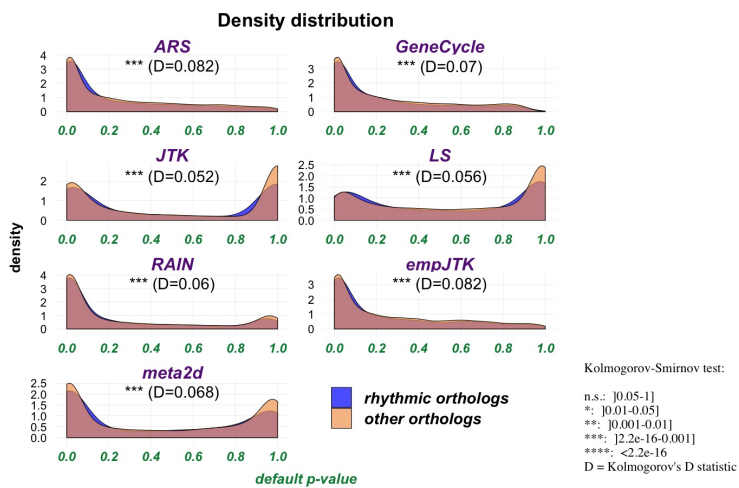 Density distribution
ARS
*** (D=0.082)
4
3
2
1
0
0.0 0.2 0.4 0.6 0.8 1.0
GeneCycle
*** (D=0.07)
3
2
1
0
0.0 0.2 0.4 0.6 0.8 1.0
JTK
*** (D=0.052)
2
1
0
0.0 0.2 0.4 0.6 0.8 1.0
LS
*** (D=0.056)
2.5
2.0
1.5
1.0
0.5
0.0
0.0 0.2 0.4 0.6 0.8 1.0
density
RAIN
*** (D=0.06)
4
3
2
1
0
0.0 0.2 0.4 0.6 0.8 1.0
empJTK
*** (D=0.082)
3
2
1
0
0.0 0.2 0.4 0.6 0.8 1.0
meta2d
*** (D=0.068)
2.5
2.0
1.5
1.0
0.5
0.0
0.0 0.2 0.4 0.6 0.8 1.0
default p-value
rhythmic orthologs
other orthologs
Kolmogorov-Smirnov test:
n.s.: ]0.05-1]
*: ]0.01-0.05]
**: ]0.001-0.01]
***: ]2.2e-16-0.001]
****: <2.2e-16
D = Kolmogorov's D statistic